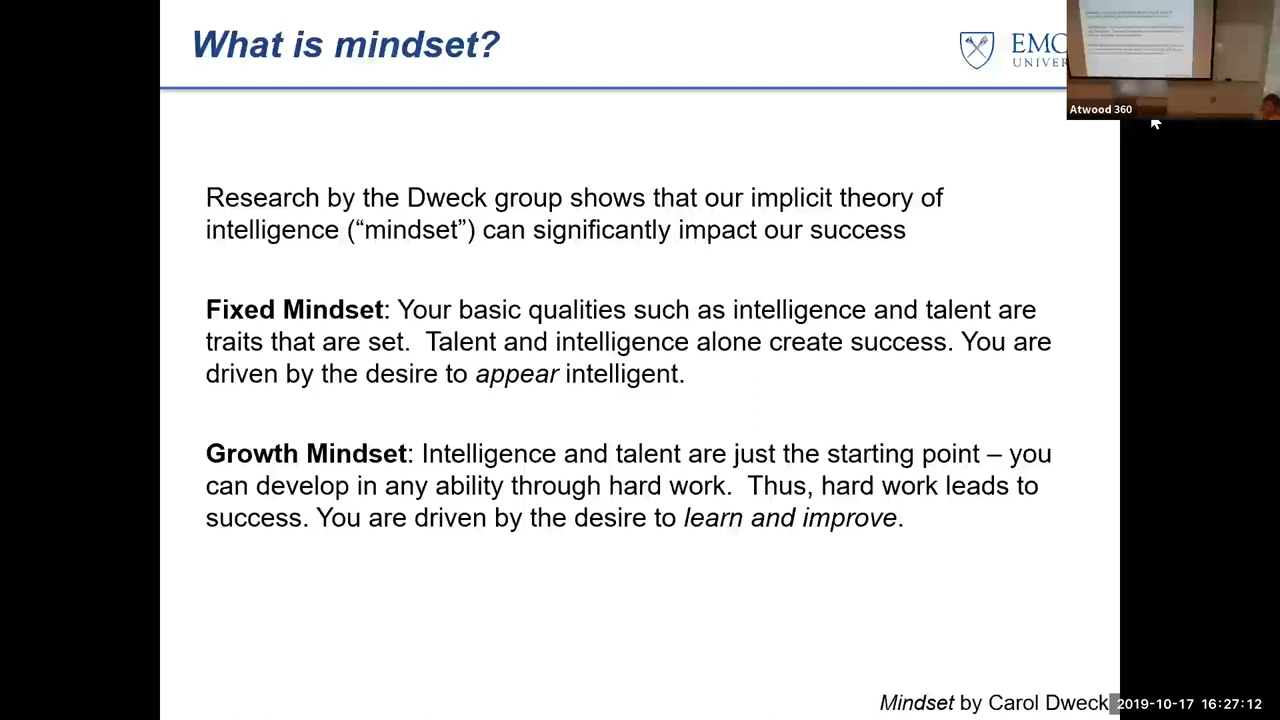 What is mindset?
EMC
UNIVER
Atwood 360
Research by the Dweck group shows that our implicit theory of
intelligence (“mindset”) can significantly impact our success
Fixed Mindset: Your basic qualities such as intelligence and talent are
traits that are set.  Talent and intelligence alone create success. You are
driven by the desire to appear intelligent.
Growth Mindset: Intelligence and talent are just the starting point – you
can develop in any ability through hard work.  Thus, hard work leads to
success. You are driven by the desire to learn and improve.
Mindset by Carol Dweck
2019-10-17 16:27:12